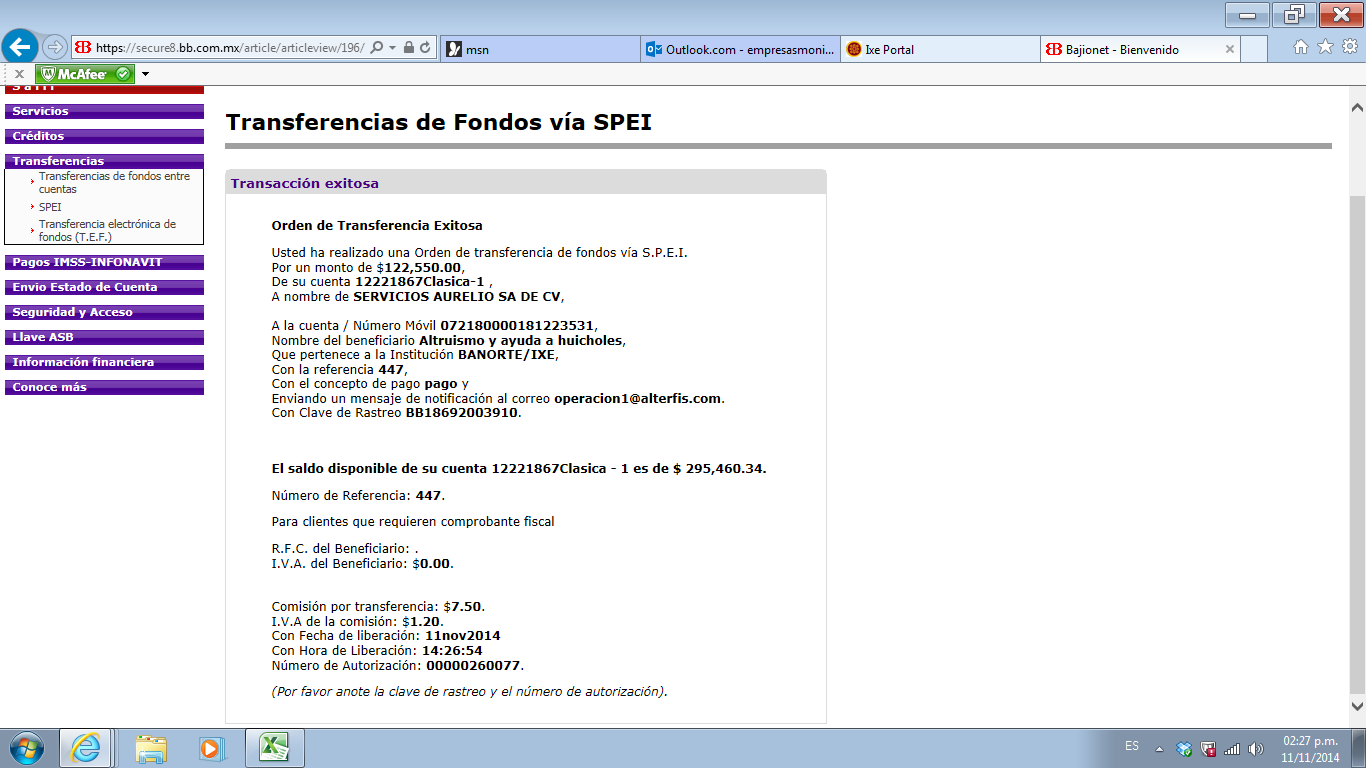 https://secure8.bb.com.mx/article/articleview/196/
msn
Outlook.com - empresasmoni...
Ixe Portal
Bajionet - Bienvenido
McAfee
Servicios
Créditos
Transferencias
Transferencias de fondos entre
cuentas
SPEI
Transferencia electrónica de
fondos (T.E.F.)
Pagos IMSS-INFONAVIT
Envio Estado de Cuenta
Seguridad y Acceso
Llave ASB
Información financiera
Conoce más
Transferencias de Fondos vía SPEI
Transacción exitosa
Orden de Transferencia Exitosa
Usted ha realizado una Orden de transferencia de fondos vía S.P.E.I.
Por un monto de $122,550.00,
De su cuenta 12221867Clasica-1 ,
A nombre de SERVICIOS AURELIO SA DE CV,
A la cuenta / Número Móvil 072180000181223531,
Nombre del beneficiario Altruismo y ayuda a huicholes,
Que pertenece a la Institución BANORTE/IXE,
Con la referencia 447,
Con el concepto de pago pago y
Enviando un mensaje de notificación al correo operacion1@alterfis.com.
Con Clave de Rastreo BB18692003910.
El saldo disponible de su cuenta 12221867Clasica - 1 es de $ 295,460.34.
Número de Referencia: 447.
Para clientes que requieren comprobante fiscal
R.F.C. del Beneficiario: .
I.V.A. del Beneficiario: $0.00.
Comisión por transferencia: $7.50.
I.V.A de la comisión: $1.20.
Con Fecha de liberación: 11nov2014
Con Hora de Liberación: 14:26:54
Número de Autorización: 00000260077.
(Por favor anote la clave de rastreo y el número de autorización).
ES
02:27 p.m.
11/11/2014